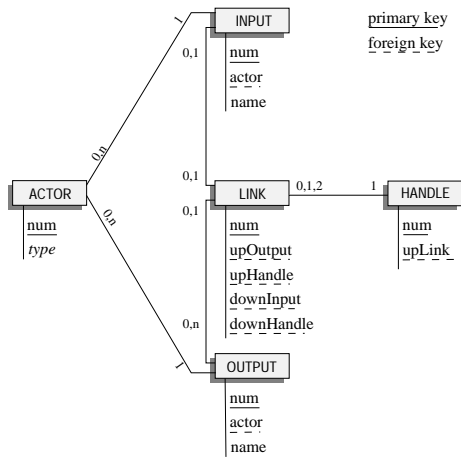 INPUT
num
actor
name
primary key
foreign key
1
0,1
0,n
0,1
ACTOR
num
type
0,n
LINK
num
upOutput
upHandle
downInput
downHandle
0,1
0,1,2
1
HANDLE
num
upLink
0,n
1
OUTPUT
num
actor
name